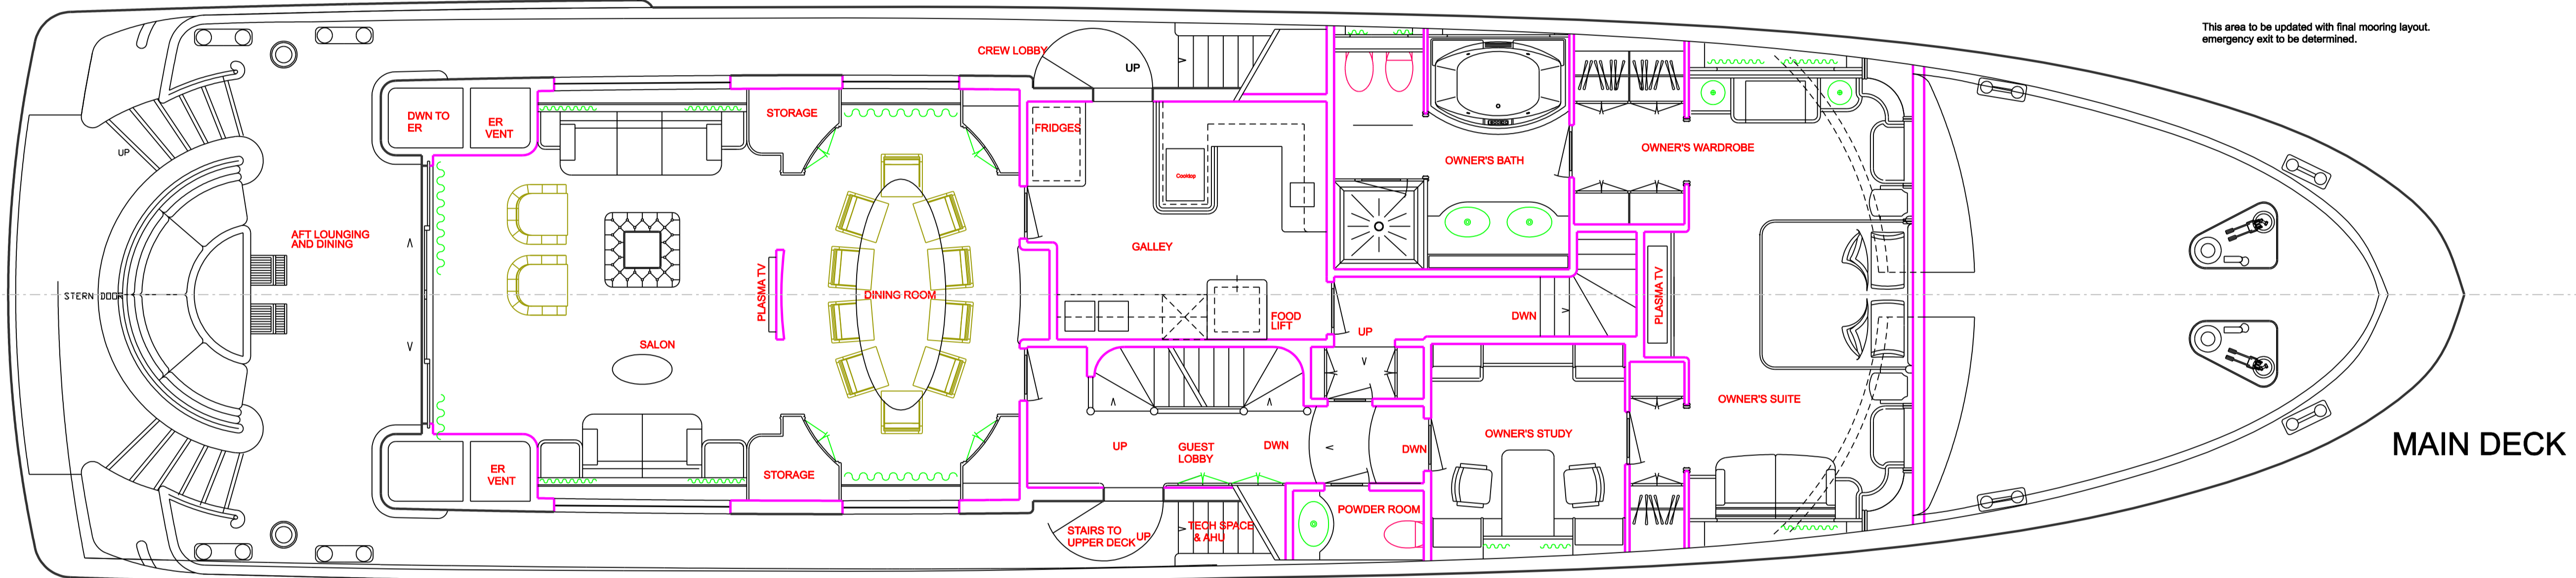 This area to be updated with final mooring layout.
emergency exit to be determined.
CREW LOBBY
UP
DWN TO
ER
ER
VENT
STORAGE
FRIDGES
UP
Cooktop
OWNER'S BATH
OWNER'S WARDROBE
AFT LOUNGING
AND DINING
GALLEY
STERN DOOR
PLASMA TV
DINING ROOM
PLASMA TV
FOOD
LIFT
DWN
UP
SALON
OWNER'S SUITE
MAIN DECK
UP
GUEST
LOBBY
DWN
DWN
OWNER'S STUDY
ER
VENT
STORAGE
POWDER ROOM
STAIRS TO
UPPER DECK
UP
TECH SPACE
& AHU